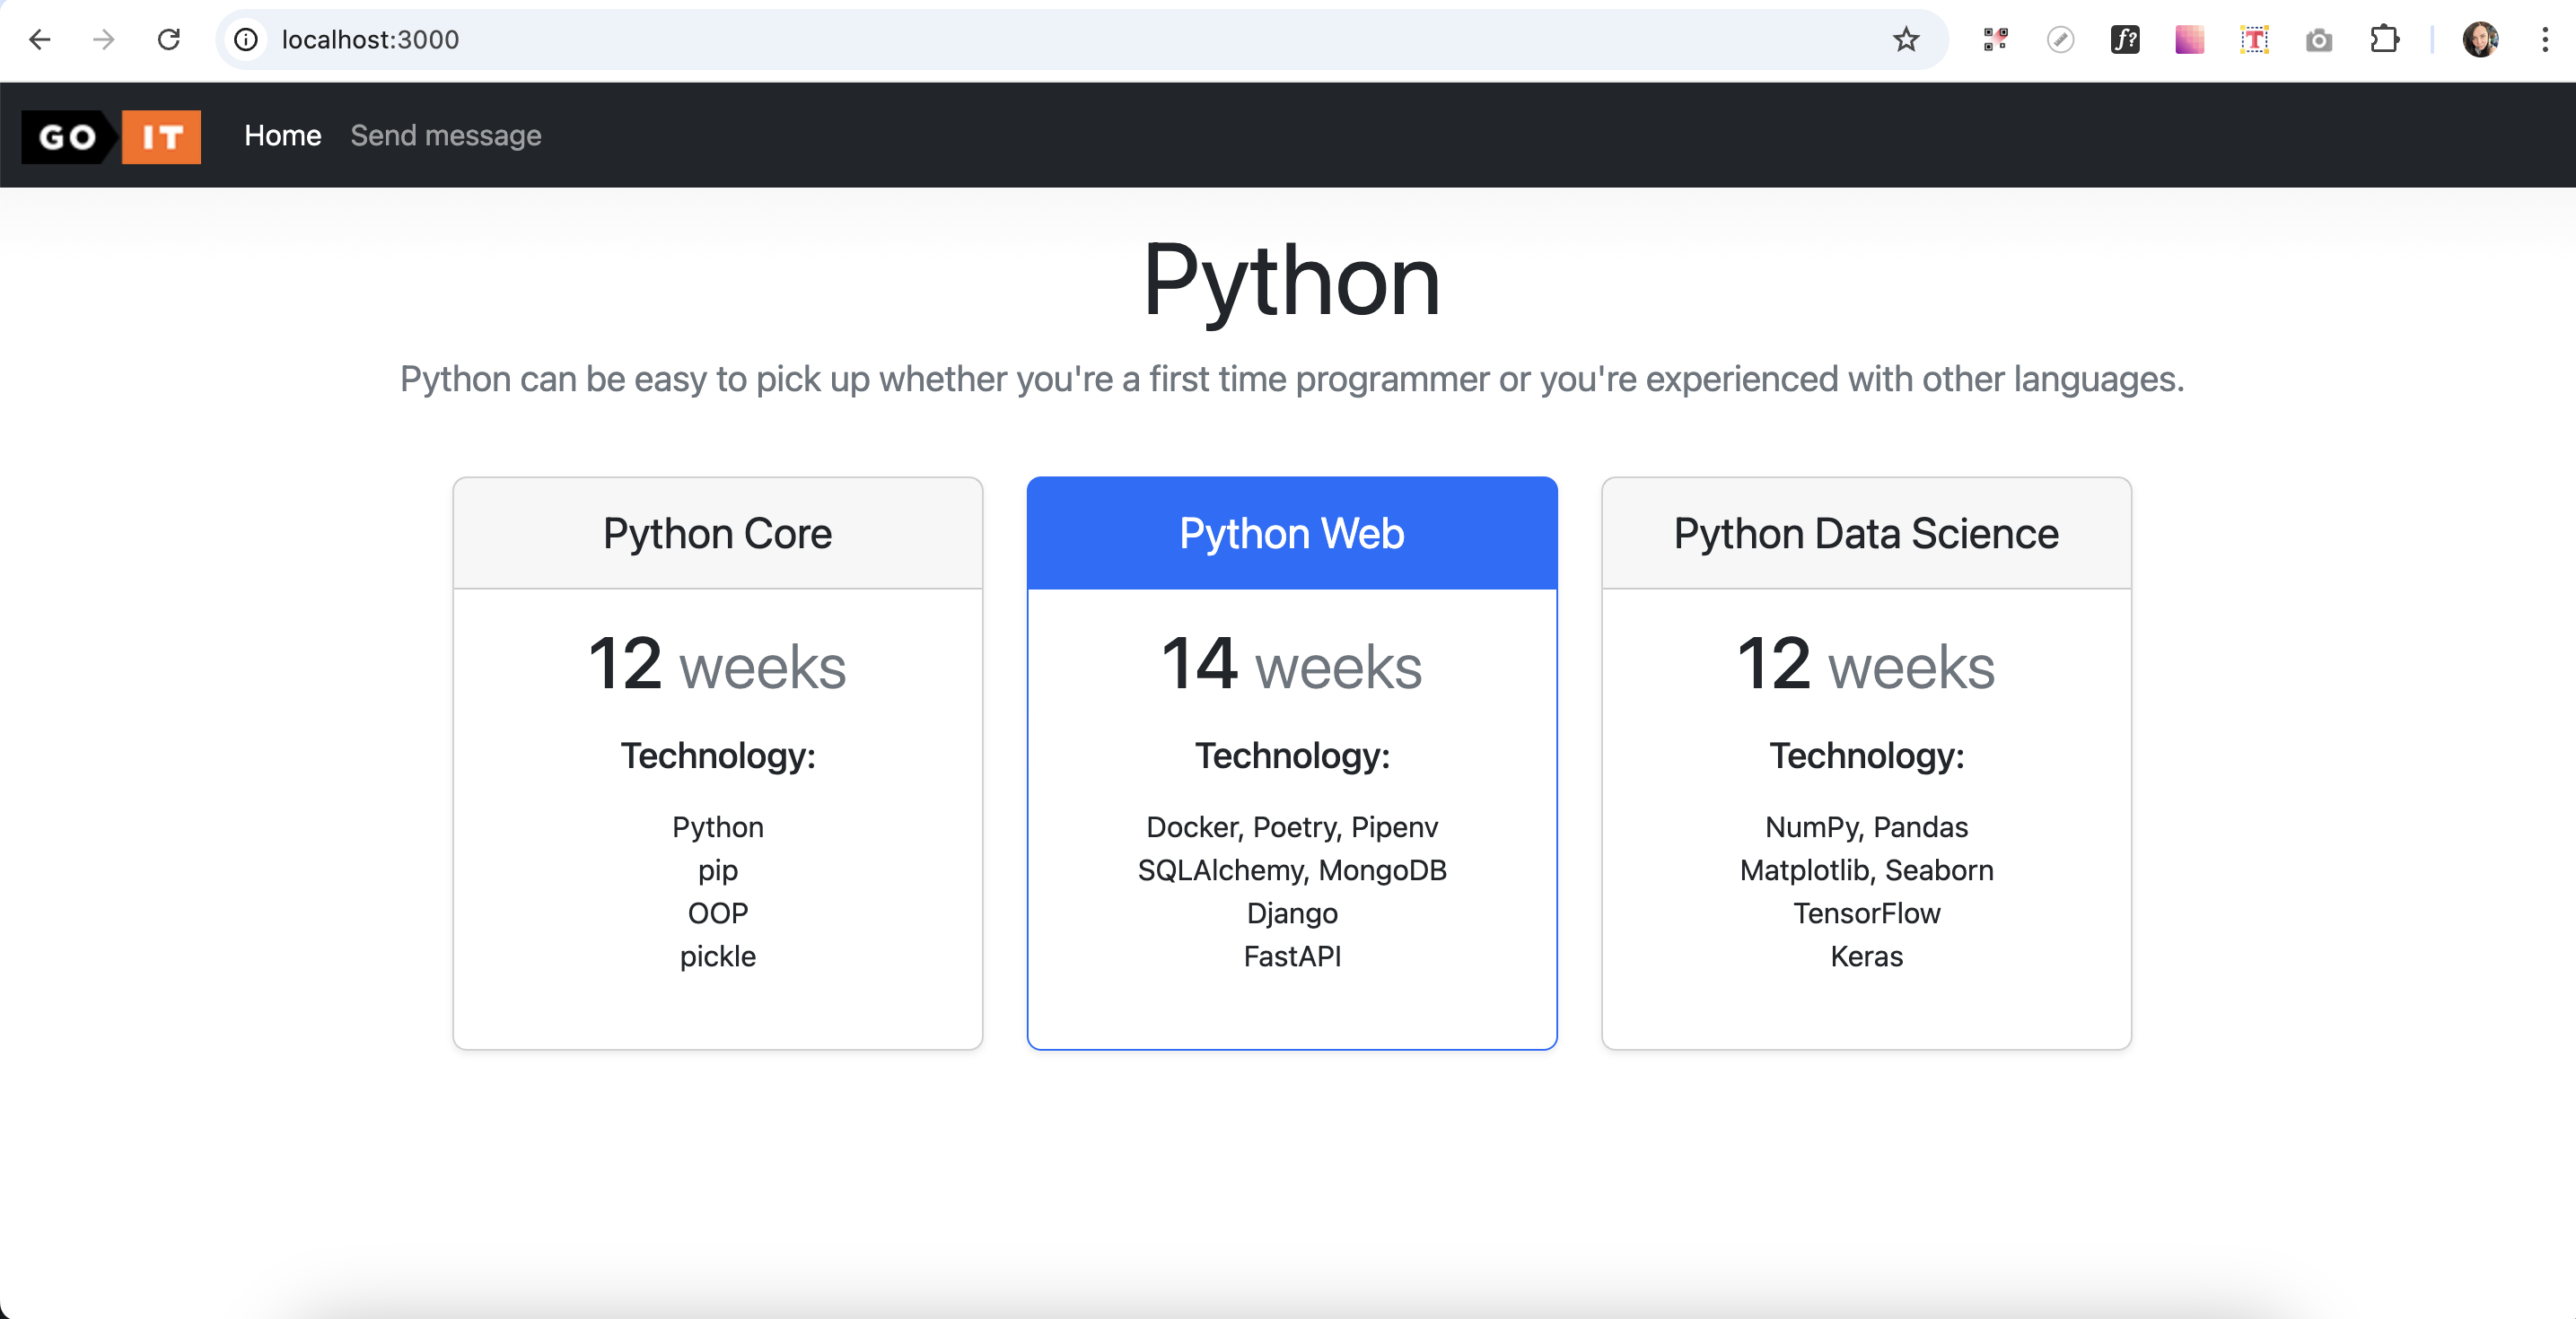 localhost:3000
f?
T
GO IT Home Send message
Python
Python can be easy to pick up whether you're a first time programmer or you're experienced with other languages.
Python Core
12 weeks
Technology:
Python
pip
OOP
pickle
Python Web
14 weeks
Technology:
Docker, Poetry, Pipenv
SQLAlchemy, MongoDB
Django
FastAPI
Python Data Science
12 weeks
Technology:
NumPy, Pandas
Matplotlib, Seaborn
TensorFlow
Keras